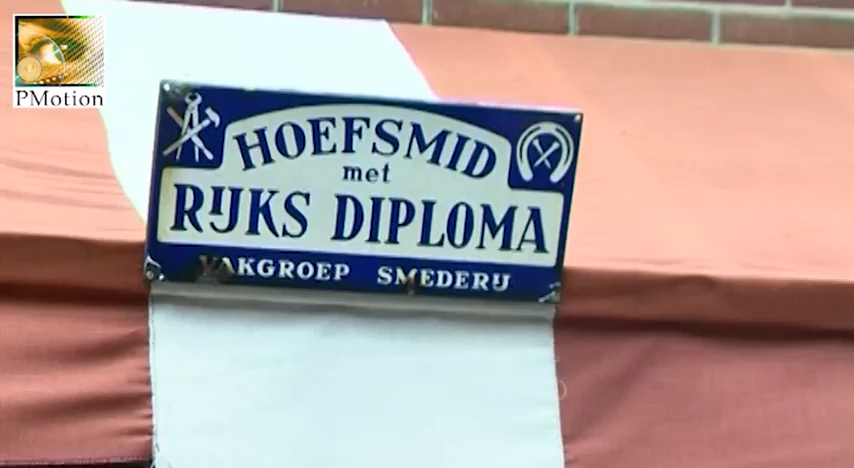 PMotion
HOEFSMID
met
RIJKS DIPLOMA
VAKGROEP SMEDERIJ